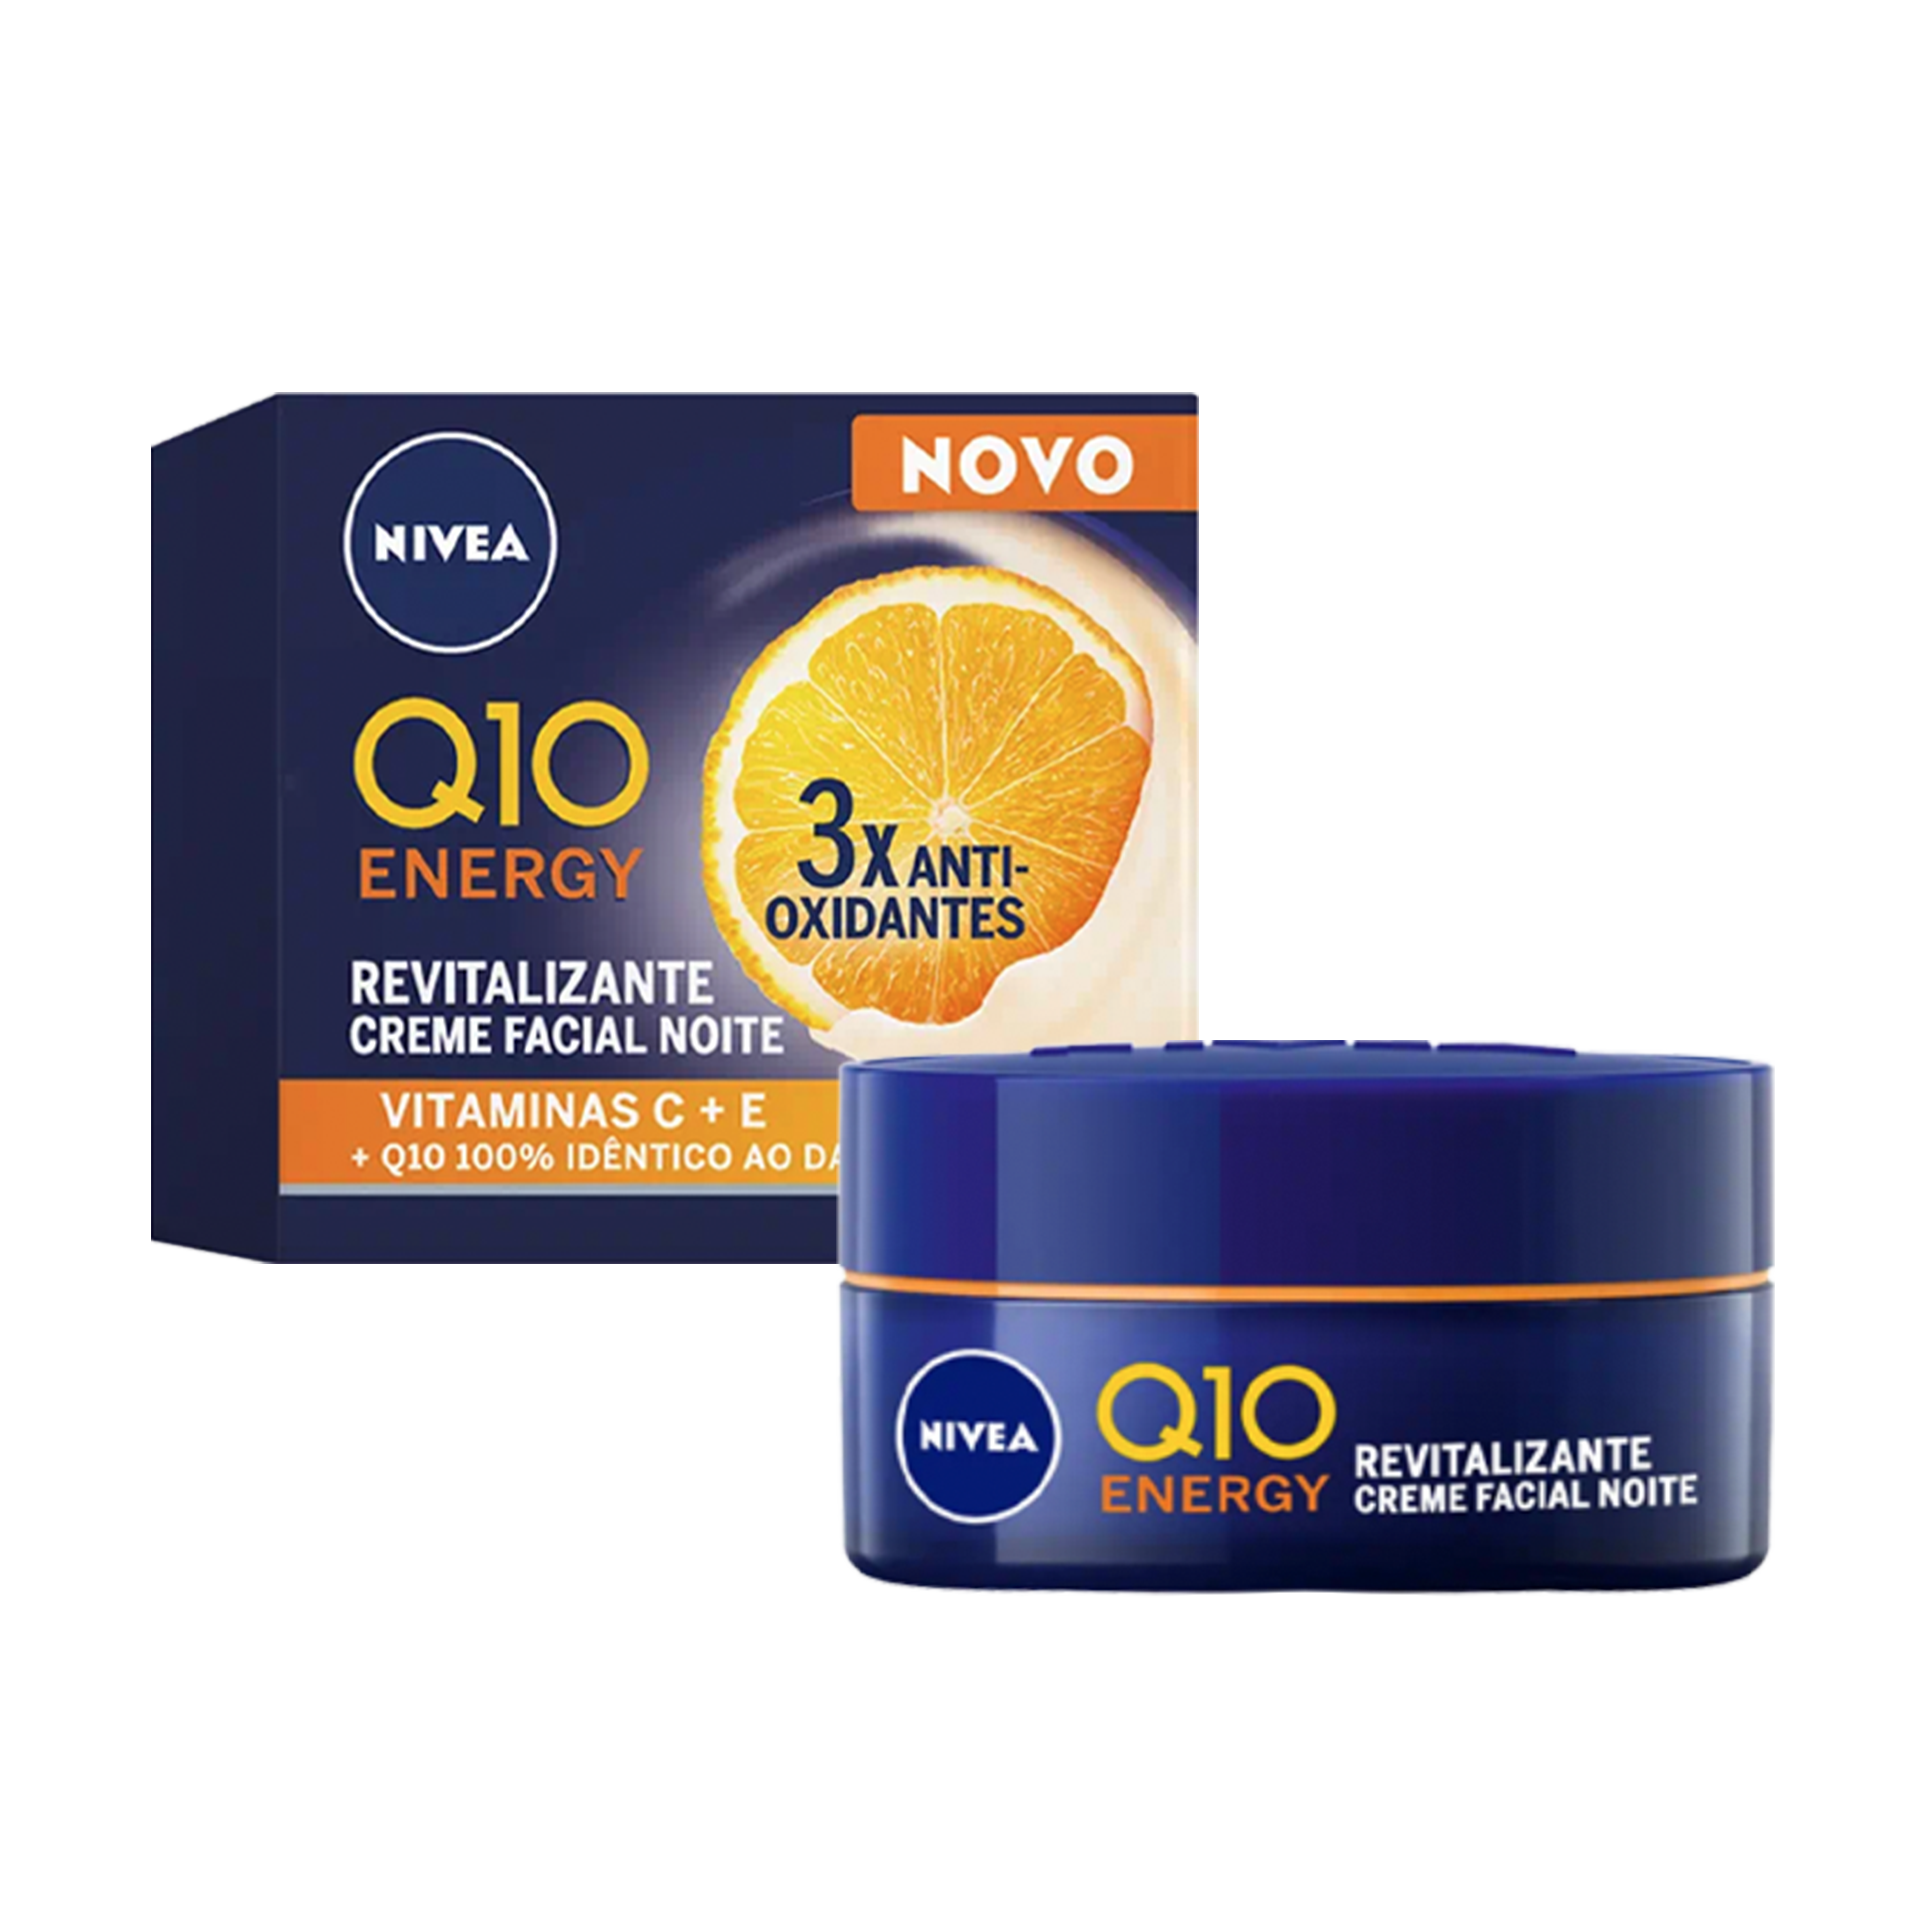 NOVO
NIVEA
Q10
ENERGY
3x ANTI-
OXIDANTES
REVITALIZANTE
CREME FACIAL NOITE
VITAMINAS C + E
+ Q10 100% IDÊNTICO AO
NIVEA
Q10
ENERGY
REVITALIZANTE
CREME FACIAL NOITE